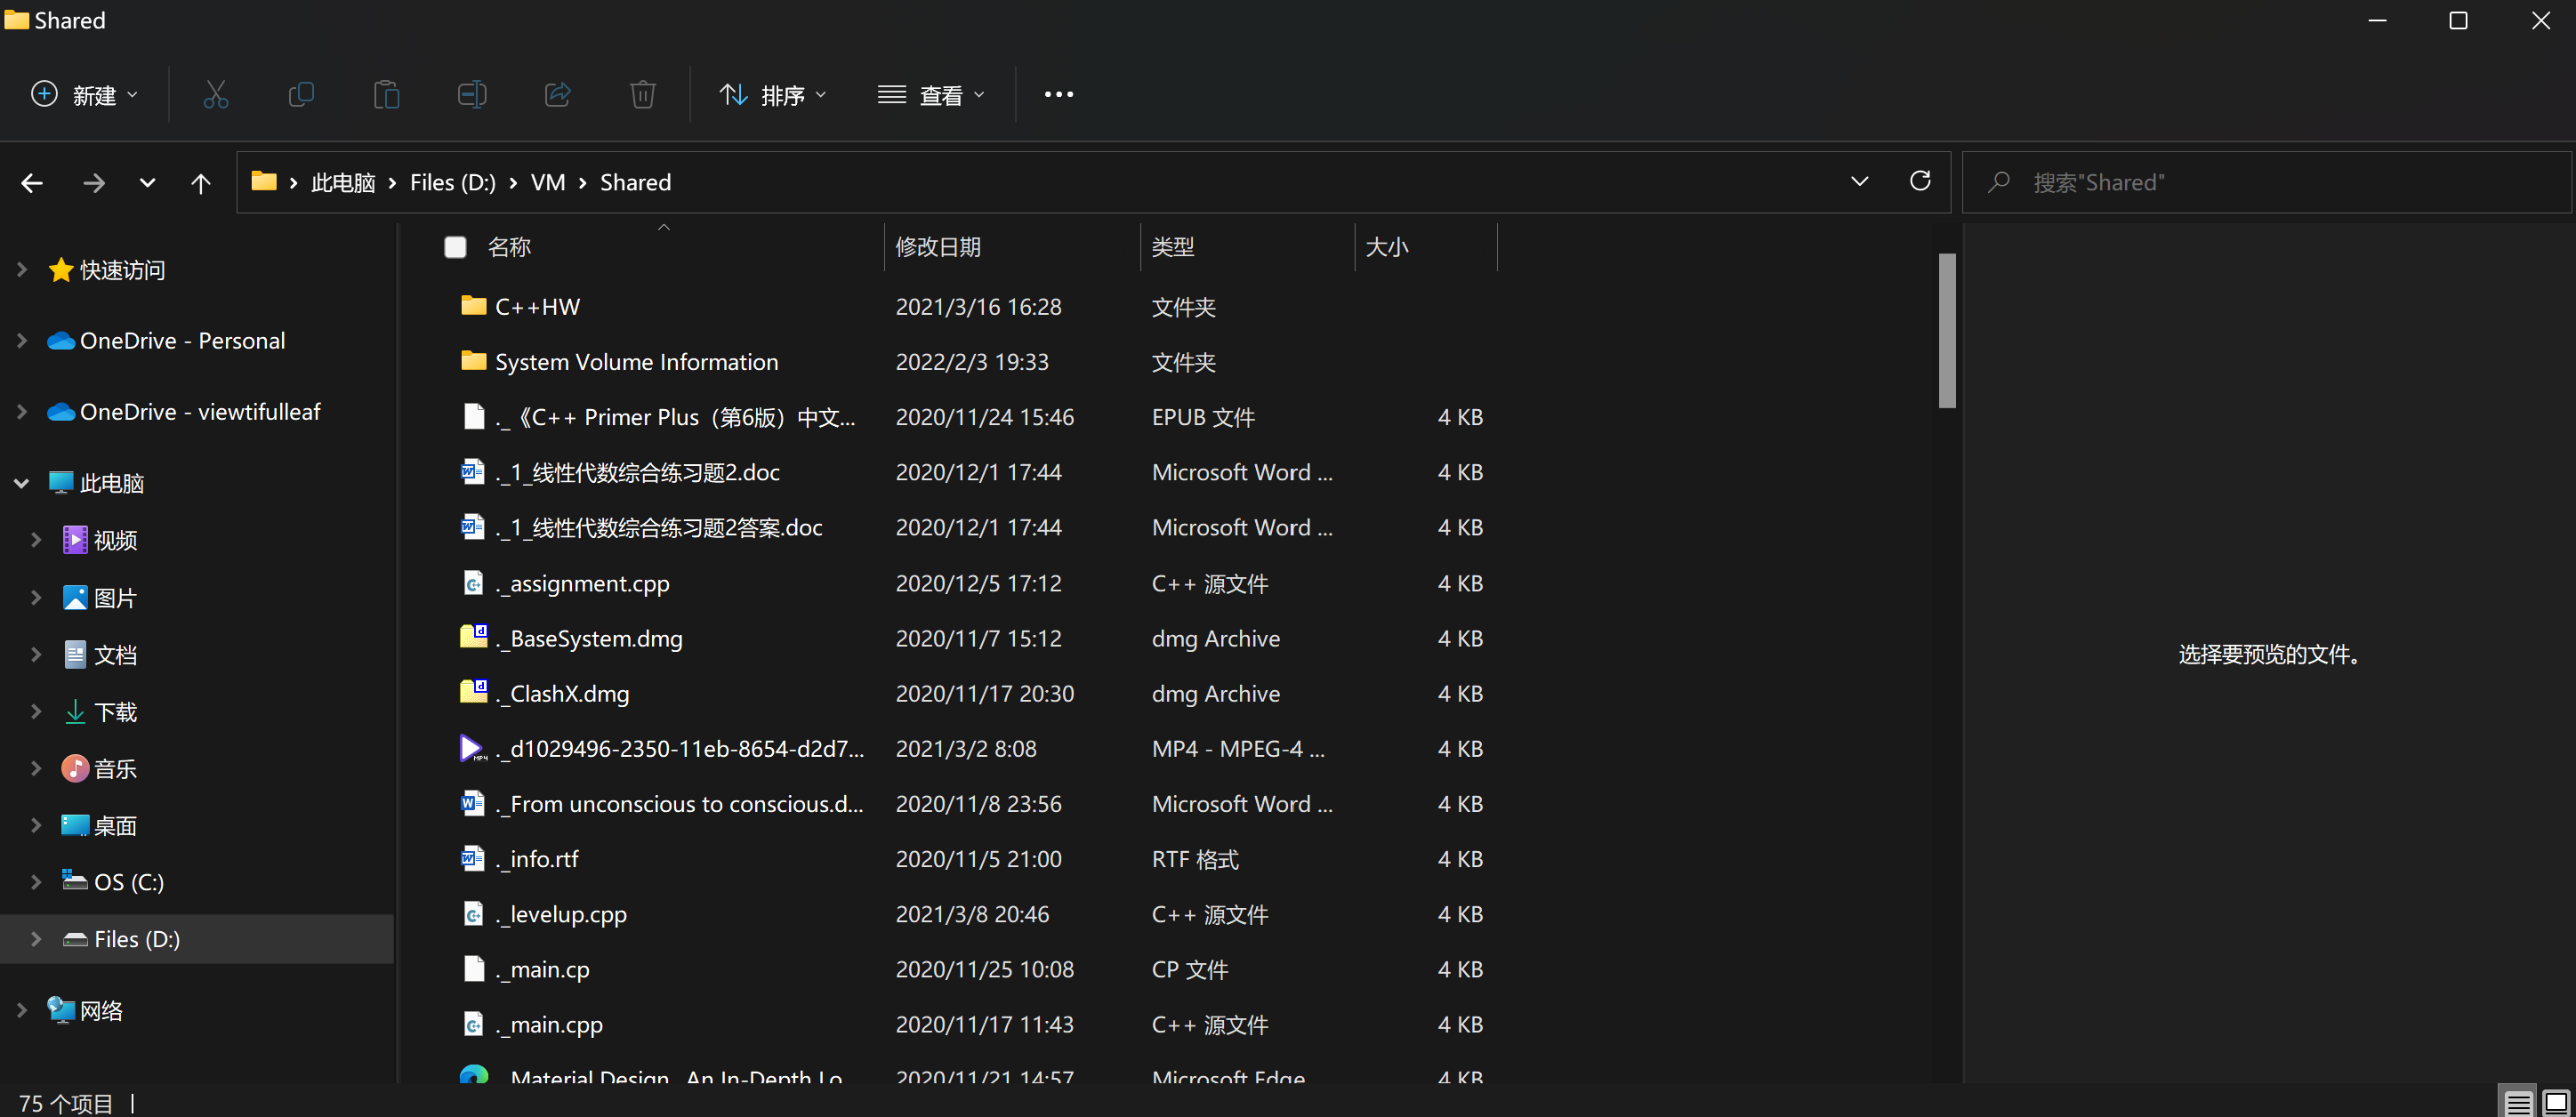 Shared
新建
排序
查看
此电脑 Files (D:) VM Shared
搜索"Shared"
快速访问
OneDrive - Personal
OneDrive - viewtifulleaf
此电脑
视频
图片
文档
下载
音乐
桌面
OS (C:)
Files (D:)
网络
名称 修改日期 类型 大小
C++HW 2021/3/16 16:28 文件夹
System Volume Information 2022/2/3 19:33 文件夹
._《C++ Primer Plus（第6版）中文... 2020/11/24 15:46 EPUB 文件 4 KB
._1_线性代数综合练习题2.doc 2020/12/1 17:44 Microsoft Word ... 4 KB
._1_线性代数综合练习题2答案.doc 2020/12/1 17:44 Microsoft Word ... 4 KB
._assignment.cpp 2020/12/5 17:12 C++ 源文件 4 KB
._BaseSystem.dmg 2020/11/7 15:12 dmg Archive 4 KB
._ClashX.dmg 2020/11/17 20:30 dmg Archive 4 KB
._d1029496-2350-11eb-8654-d2d7... 2021/3/2 8:08 MP4 - MPEG-4 ... 4 KB
._From unconscious to conscious.d... 2020/11/8 23:56 Microsoft Word ... 4 KB
._info.rtf 2020/11/5 21:00 RTF 格式 4 KB
._levelup.cpp 2021/3/8 20:46 C++ 源文件 4 KB
._main.cp 2020/11/25 10:08 CP 文件 4 KB
._main.cpp 2020/11/17 11:43 C++ 源文件 4 KB
Material Design_ An In-Depth Lo 2020/11/21 14:57 Microsoft Edge 4 KB
选择要预览的文件。
75 个项目